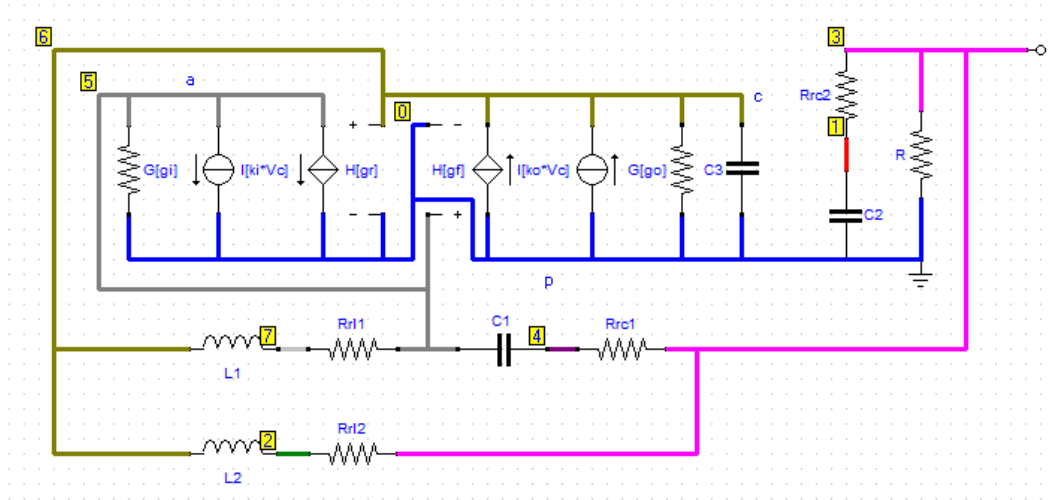 6
3
5
a
0
c
Rrc2
1
+
-
G[gi]
I[ki*Vc]
H[gr]
H[gf]
I[ko*Vc]
G[go]
C3
R
-
+
C2
p
7
Rrl1
C1
4
Rrc1
L1
2
Rrl2
L2